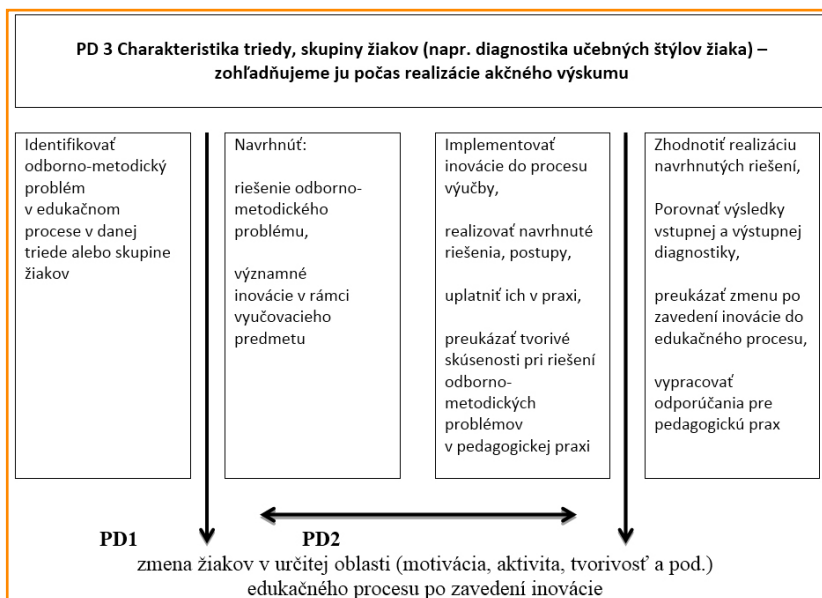 PD 3 Charakteristika triedy, skupiny žiakov (napr. diagnostika učebných štýlov žiaka) –
zohľadňujeme ju počas realizácie akčného výskumu
Identifikovať
odborno-metodický
problém
v edukačnom
procese v danej
triede alebo skupine
žiakov
Navrhnúť:
riešenie odborno-
metodického
problému,
významné
inovácie v rámci
vyučovacieho
predmetu
Implementovať
inovácie do procesu
výučby,
realizovať navrhnuté
riešenia, postupy,
uplatniť ich v praxi,
preukázať tvorivé
skúsenosti pri riešení
odborno-
metodických
problémov
v pedagogickej praxi
Zhodnotiť realizáciu
navrhnutých riešení,
Porovnať výsledky
vstupnej a výstupnej
diagnostiky,
preukázať zmenu po
zavedení inovácie do
edukačného procesu,
vypracovať
odporúčania pre
pedagogickú prax
PD1 PD2
zmena žiakov v určitej oblasti (motivácia, aktivita, tvorivosť a pod.)
edukačného procesu po zavedení inovácie